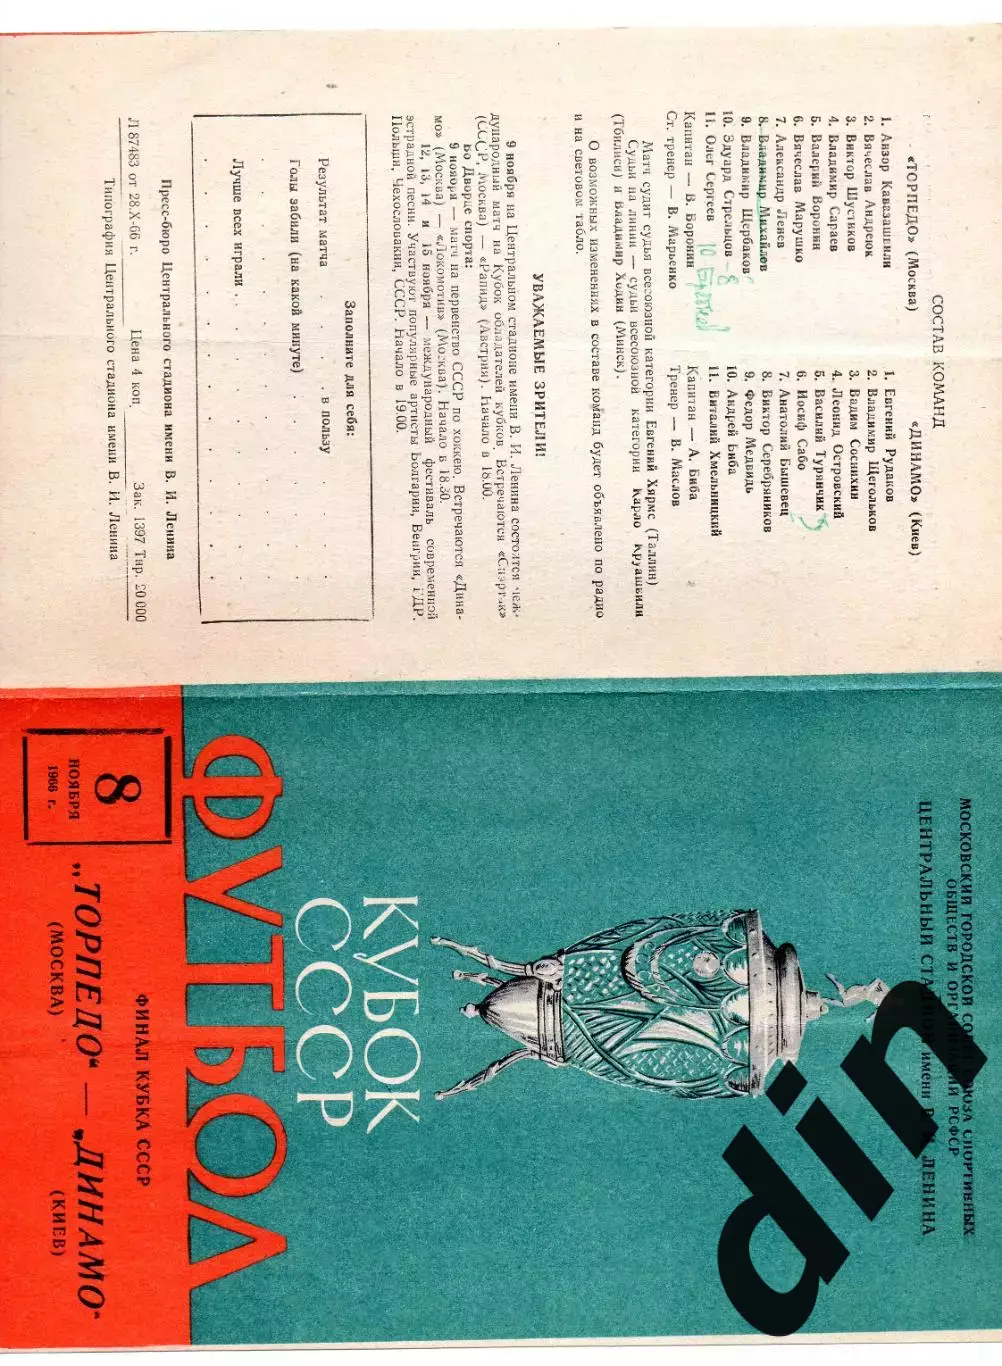 СОСТАВ КОМАНД
«ТОРПЕДО» (Москва)
1. Анзор Кавазашвили
2. Вячеслав Андреюк
3. Виктор Шустиков
4. Владимир Сараев
5. Валерий Воронин
6. Вячеслав Марушко
7. Александр Ленев
8. Владимир Михайлов
9. Владимир Щербаков
10. Эдуард Стрельцов -8
11. Олег Сергеев 10
Капитан — В. Воронин
Ст. тренер — В. Марьенко
«ДИНАМО» (Киев)
1. Евгений Рудаков
2. Владимир Щегольков
3. Вадим Соснихин
4. Леонид Островский
5. Василий Турянчик
6. Иосиф Сабо
7. Анатолий Бышевец
8. Виктор Серебряников
9. Федор Медвидь
10. Андрей Биба
11. Виталий Хмельницкий
Капитан — А. Биба
Тренер — В. Маслов
Матч судит судья всесоюзной категории Евгений Хярмс (Таллин)
Судьи на линии — судьи всесоюзной категории Карло Круашвили
(Тбилиси) и Владимир Ходин (Минск).
О возможных изменениях в составе команд будет объявлено по радио
и на световом табло.
УВАЖАЕМЫЕ ЗРИТЕЛИ!
9 ноября на Центральном стадионе имени В. И. Ленина состоится меж-
дународный матч на Кубок обладателей кубков. Встречаются «Спартак»
(СССР, Москва) — «Рапид» (Австрия). Начало в 18.00.
Во Дворце спорта:
9 ноября — матч на первенство СССР по хоккею. Встречаются «Дина-
мо» (Москва) — «Локомотив» (Москва). Начало в 18.30.
12, 13, 14 и 15 ноября — международный фестиваль современной
эстрадной песни. Участвуют популярные артисты Болгарии, Венгрии, ГДР,
Польши, Чехословакии, СССР. Начало в 19.00.
Заполните для себя:
Результат матча . . . . в пользу . . . .
Голы забили (на какой минуте) . . . .
Лучше всех играли . . . .
Пресс-бюро Центрального стадиона имени В. И. Ленина
Л 87483 от 28.X-66 г. Цена 4 коп. Зак. 1397 Тир. 20 000
Типография Центрального стадиона имени В. И. Ленина
МОСКОВСКИЙ ГОРОДСКОЙ СОЮЗА СПОРТИВНЫХ
ОБЩЕСТВ И ОРГАНИЗАЦИЙ РСФСР
ЦЕНТРАЛЬНЫЙ СТАДИОН имени В. И. ЛЕНИНА
КУБОК
СССР
ФУТБОЛ
8
НОЯБРЯ
1966 г.
ФИНАЛ КУБКА СССР
„ТОРПЕДО“ — „ДИНАМО“
(МОСКВА) (КИЕВ)
din